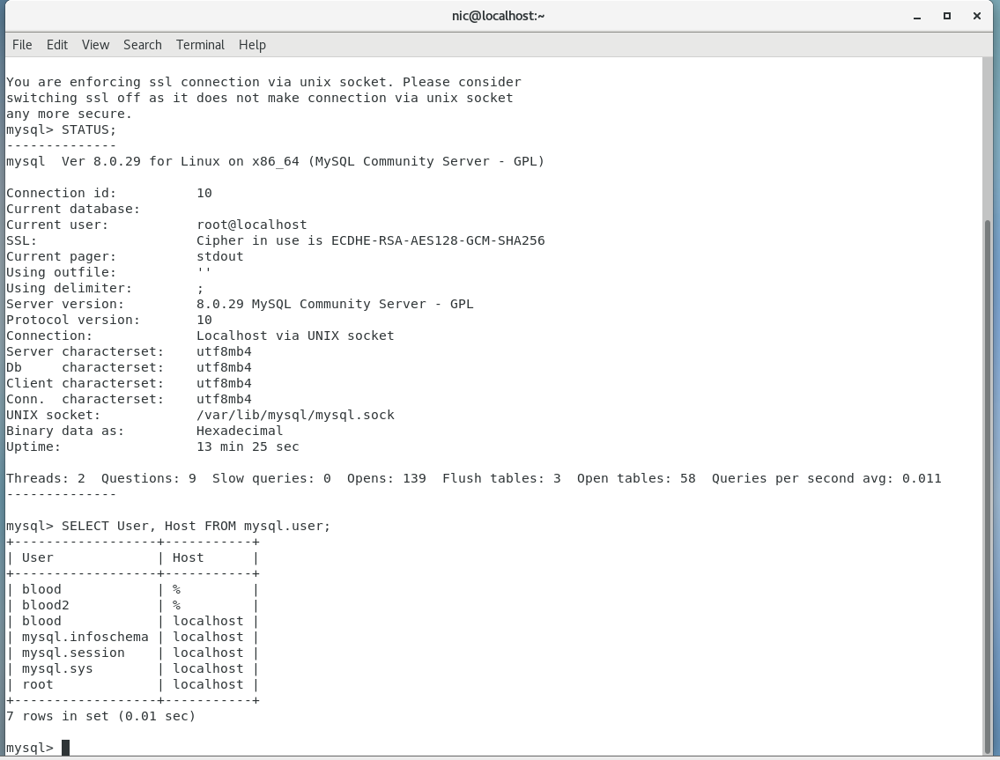 nic@localhost:~
File Edit View Search Terminal Help
You are enforcing ssl connection via unix socket. Please consider
switching ssl off as it does not make connection via unix socket
any more secure.
mysql> STATUS;
--------------
mysql  Ver 8.0.29 for Linux on x86_64 (MySQL Community Server - GPL)

Connection id:          10
Current database:
Current user:           root@localhost
SSL:                    Cipher in use is ECDHE-RSA-AES128-GCM-SHA256
Current pager:          stdout
Using outfile:          ''
Using delimiter:        ;
Server version:         8.0.29 MySQL Community Server - GPL
Protocol version:       10
Connection:             Localhost via UNIX socket
Server characterset:    utf8mb4
Db     characterset:    utf8mb4
Client characterset:    utf8mb4
Conn.  characterset:    utf8mb4
UNIX socket:            /var/lib/mysql/mysql.sock
Binary data as:         Hexadecimal
Uptime:                 13 min 25 sec

Threads: 2  Questions: 9  Slow queries: 0  Opens: 139  Flush tables: 3  Open tables: 58  Queries per second avg: 0.011
--------------

mysql> SELECT User, Host FROM mysql.user;
+------------------+-----------+
| User             | Host      |
+------------------+-----------+
| blood            | %         |
| blood2           | %         |
| blood            | localhost |
| mysql.infoschema | localhost |
| mysql.session    | localhost |
| mysql.sys        | localhost |
| root             | localhost |
+------------------+-----------+
7 rows in set (0.01 sec)

mysql>